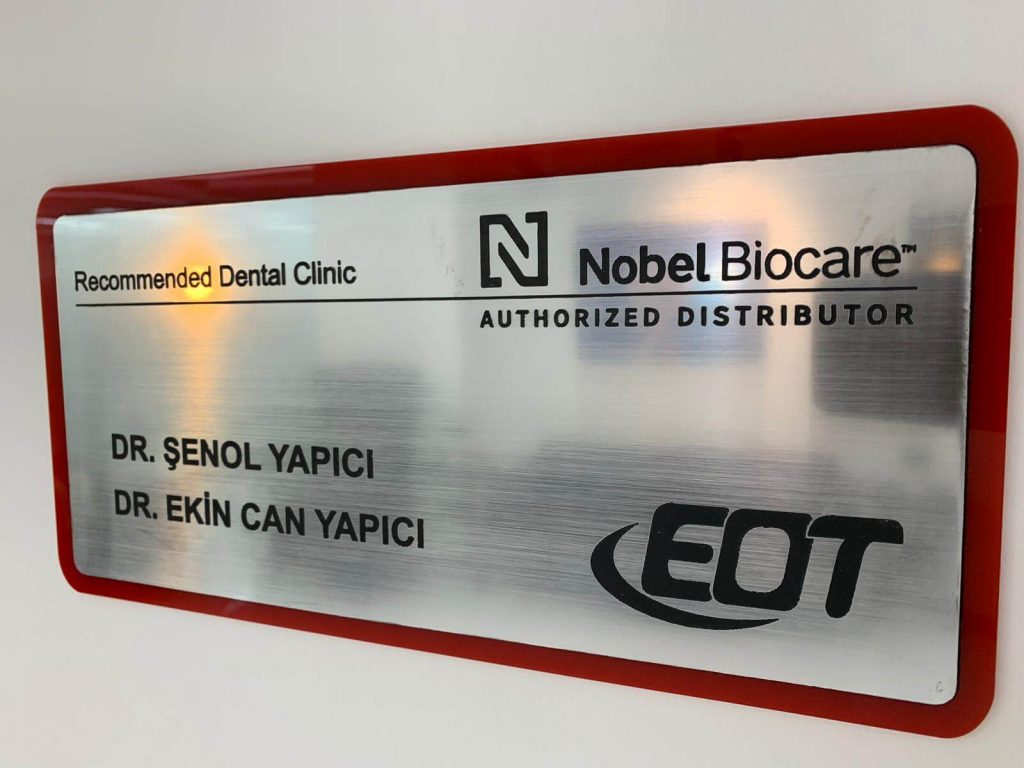 Recommended Dental Clinic
N Nobel Biocare™
AUTHORIZED DISTRIBUTOR
DR. ŞENOL YAPICI
DR. EKİN CAN YAPICI
EOT